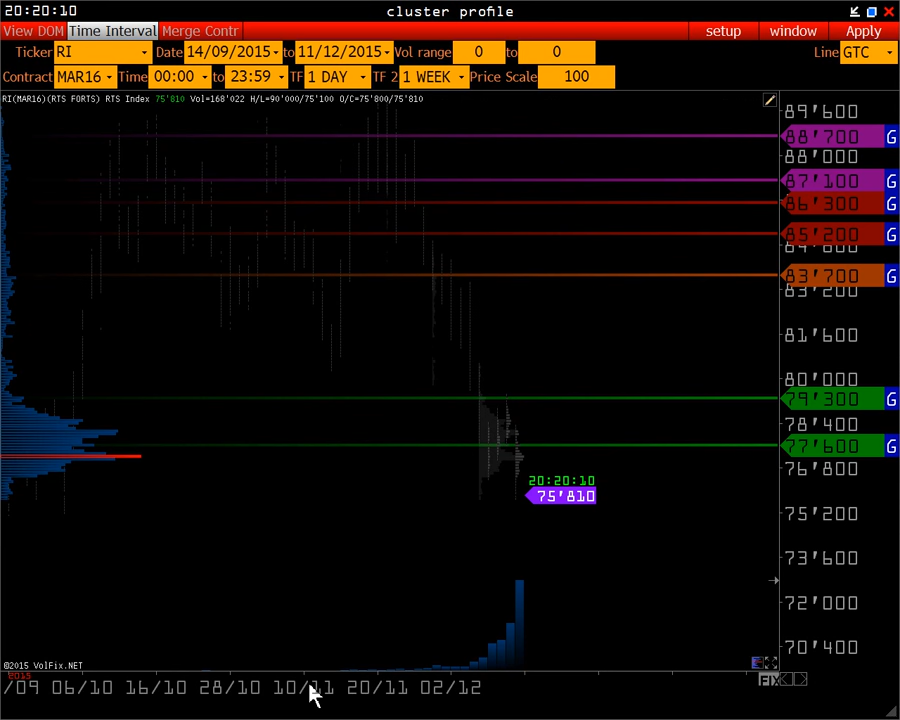 20:20:10 cluster profile
View DOM Time Interval Merge Contr setup window Apply
Ticker RI Date 14/09/2015 to 11/12/2015 Vol range 0 to 0 Line GTC
Contract MAR16 Time 00:00 to 23:59 TF 1 DAY TF 2 1 WEEK Price Scale 100
RI(MAR16)(RTS FORTS) RTS Index 75'810 Vol=168'022 H/L=90'000/75'100 O/C=75'800/75'810
89'600
88'700 G
88'000
87'100 G
86'300 G
85'200 G
84'800
83'700 G
83'200
81'600
80'000
79'300 G
78'400
77'600 G
76'800
20:20:10
75'810
75'200
73'600
72'000
70'400
©2015 VolFix.NET
2015
FIX
/09 06/10 16/10 28/10 10/11 20/11 02/12